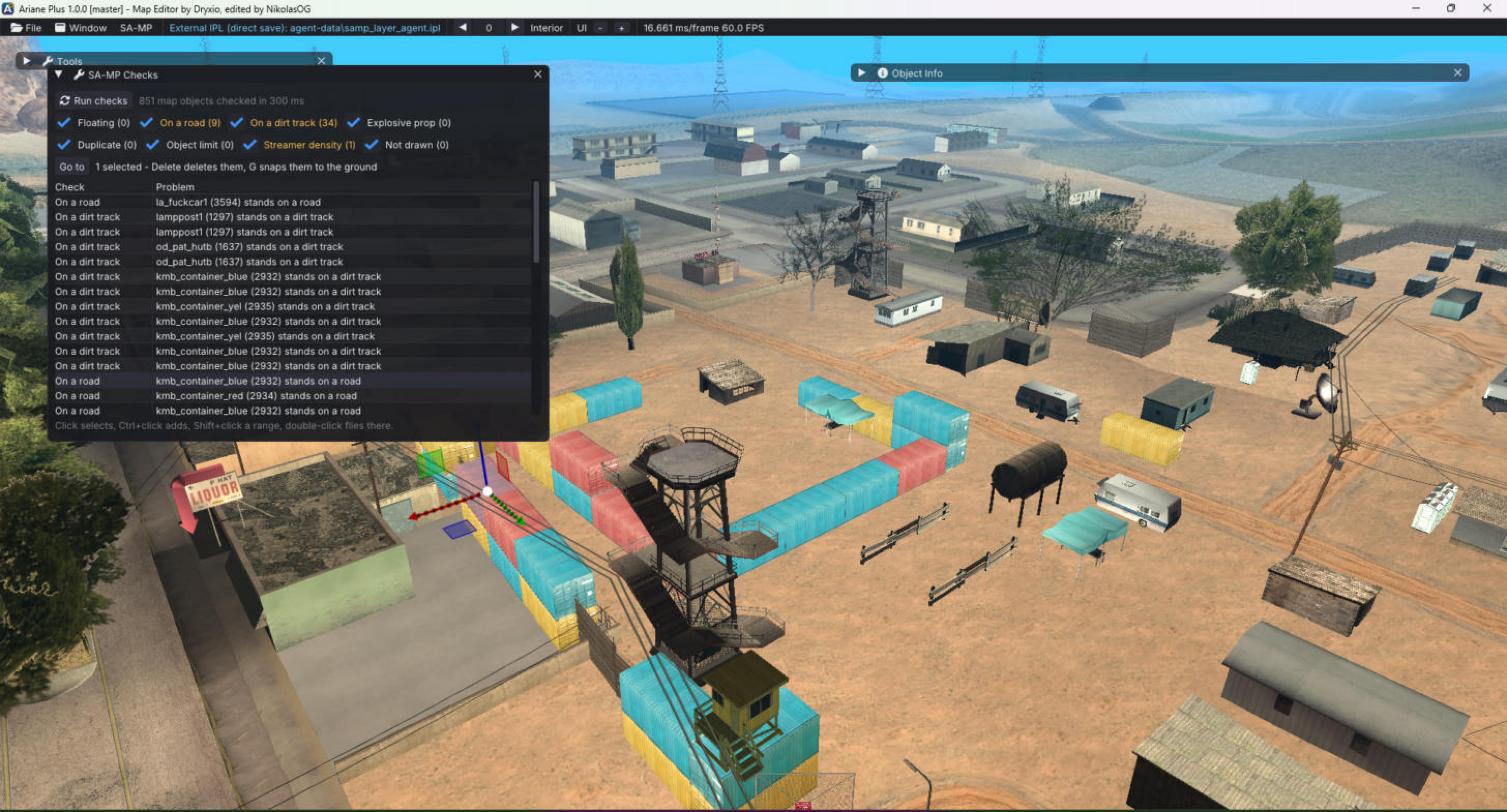 Ariane Plus 1.0.0 [master] - Map Editor by Dryxio, edited by NikolasOG
File Window SA-MP External IPL (direct save): agent-data\samp_layer_agent.ipl 0 Interior UI - + 16.661 ms/frame 60.0 FPS
Tools
Object Info
SA-MP Checks
Run checks 851 map objects checked in 300 ms
Floating (0) On a road (9) On a dirt track (34) Explosive prop (0)
Duplicate (0) Object limit (0) Streamer density (1) Not drawn (0)
Go to 1 selected - Delete deletes them, G snaps them to the ground
Check Problem
On a road la_fuckcar1 (3594) stands on a road
On a dirt track lamppost1 (1297) stands on a dirt track
On a dirt track lamppost1 (1297) stands on a dirt track
On a dirt track od_pat_hutb (1637) stands on a dirt track
On a dirt track od_pat_hutb (1637) stands on a dirt track
On a dirt track kmb_container_blue (2932) stands on a dirt track
On a dirt track kmb_container_blue (2932) stands on a dirt track
On a dirt track kmb_container_yel (2935) stands on a dirt track
On a dirt track kmb_container_blue (2932) stands on a dirt track
On a dirt track kmb_container_yel (2935) stands on a dirt track
On a dirt track kmb_container_blue (2932) stands on a dirt track
On a dirt track kmb_container_blue (2932) stands on a dirt track
On a road kmb_container_blue (2932) stands on a road
On a road kmb_container_red (2934) stands on a road
On a road kmb_container_blue (2932) stands on a road
Click selects, Ctrl+click adds, Shift+click a range, double-click flies there.
LIQUOR